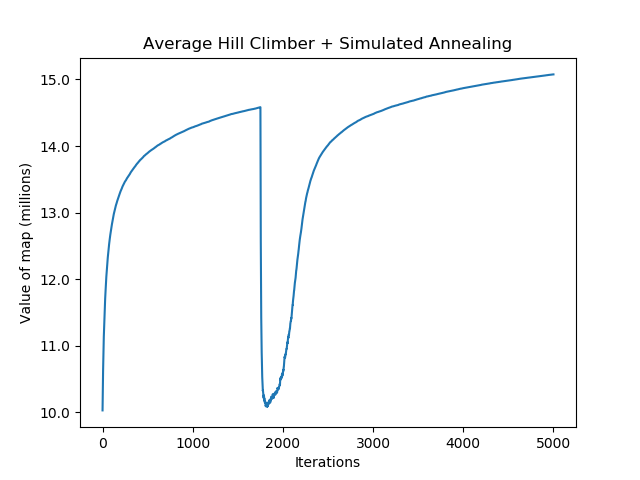 Average Hill Climber + Simulated Annealing
Value of map (millions)
15.0
14.0
13.0
12.0
11.0
10.0
0 1000 2000 3000 4000 5000
Iterations